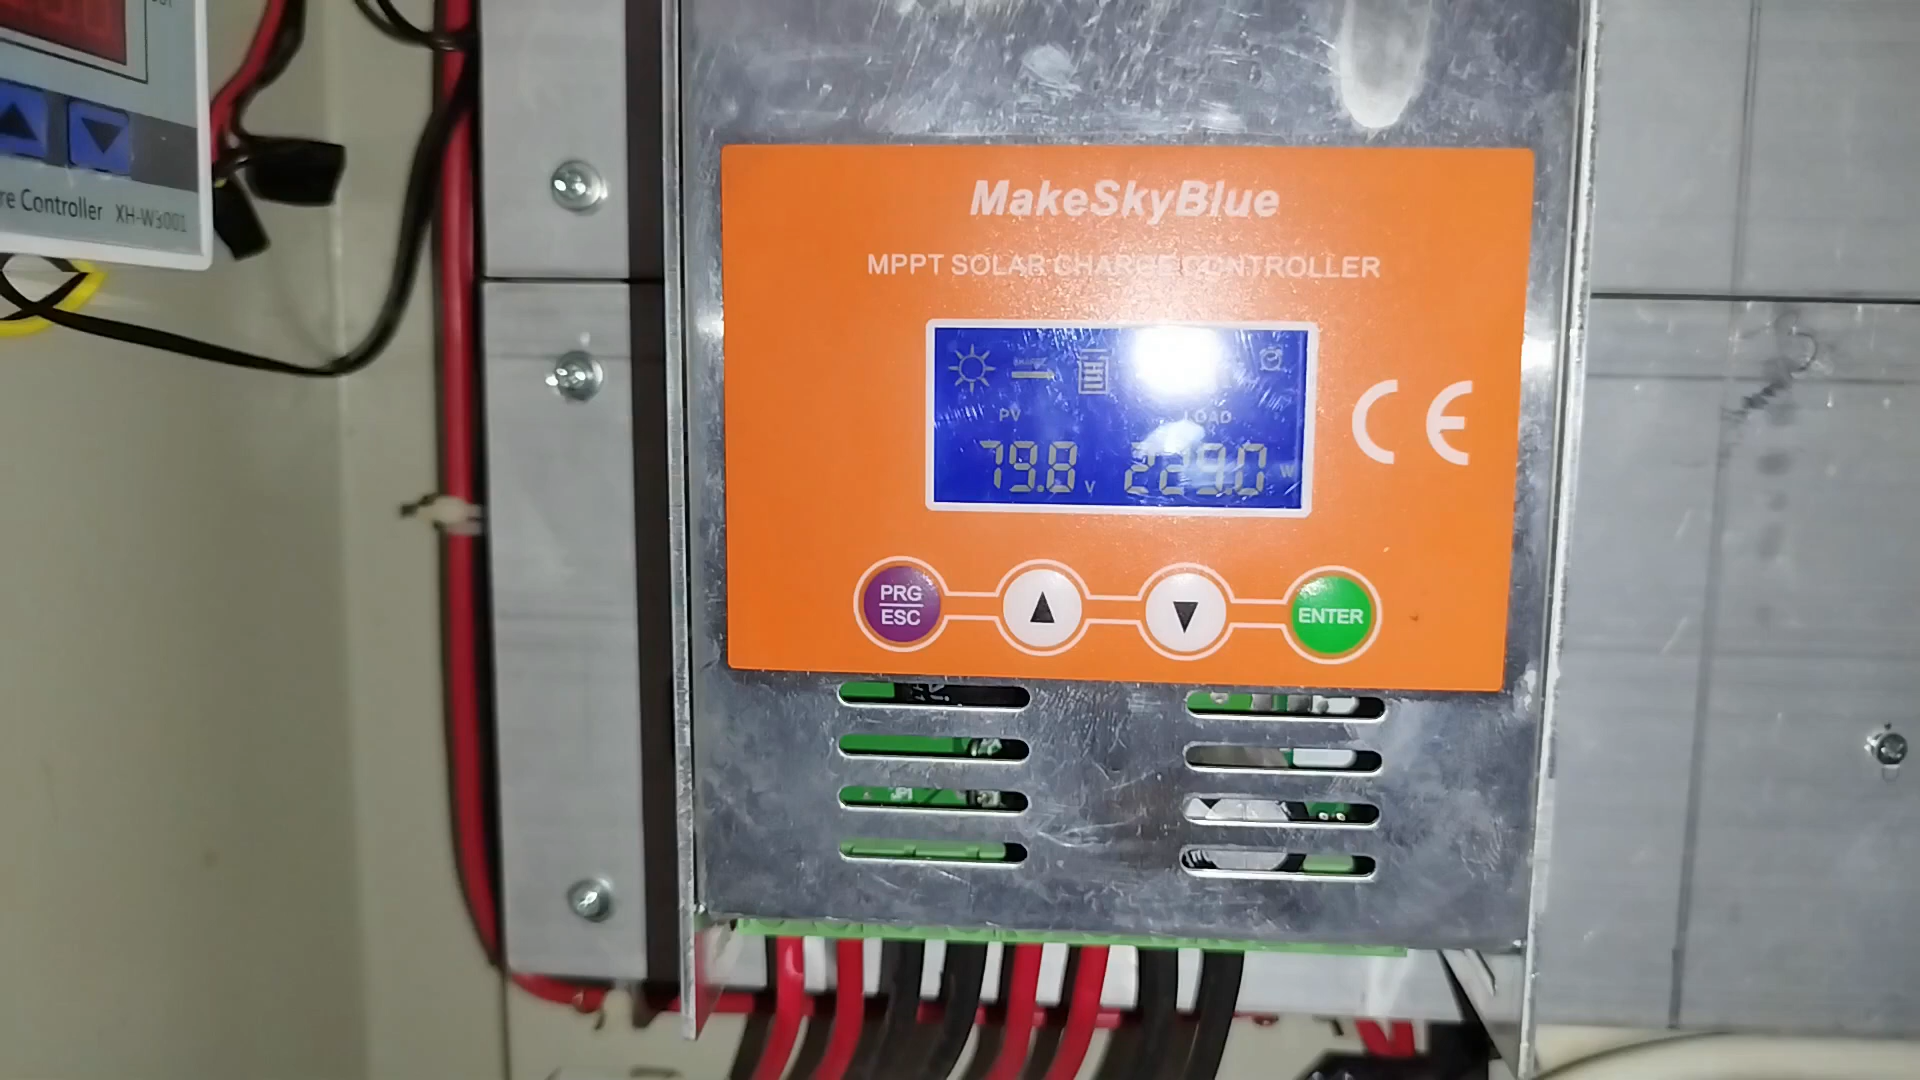 re Controller XH-W3001
MakeSkyBlue
MPPT SOLAR CHARGE CONTROLLER
PV LOAD
79.8 V 229.0 W
CE
PRG
ESC
ENTER
JP1